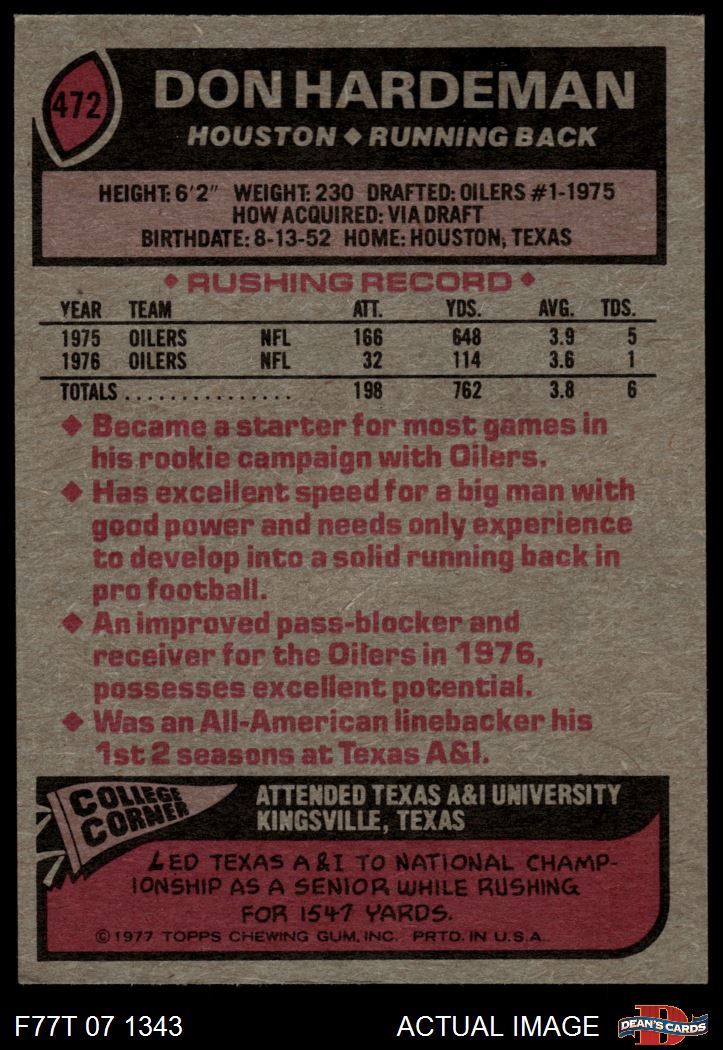 472
DON HARDEMAN
HOUSTON ◆ RUNNING BACK
HEIGHT: 6'2" WEIGHT: 230 DRAFTED: OILERS #1-1975
HOW ACQUIRED: VIA DRAFT
BIRTHDATE: 8-13-52 HOME: HOUSTON, TEXAS
◆ RUSHING RECORD ◆
YEAR TEAM ATT. YDS. AVG. TDS.
1975 OILERS NFL 166 648 3.9 5
1976 OILERS NFL 32 114 3.6 1
TOTALS ................ 198 762 3.8 6
◆ Became a starter for most games in
his rookie campaign with Oilers.
◆ Has excellent speed for a big man with
good power and needs only experience
to develop into a solid running back in
pro football.
◆ An improved pass-blocker and
receiver for the Oilers in 1976,
possesses excellent potential.
◆ Was an All-American linebacker his
1st 2 seasons at Texas A&I.
COLLEGE
CORNER
ATTENDED TEXAS A&I UNIVERSITY
KINGSVILLE, TEXAS
LED TEXAS A & I TO NATIONAL CHAMP-
IONSHIP AS A SENIOR WHILE RUSHING
FOR 1547 YARDS.
© 1977 TOPPS CHEWING GUM, INC. PRTD. IN U.S.A.
F77T 07 1343 ACTUAL IMAGE
D
DEAN'S CARDS